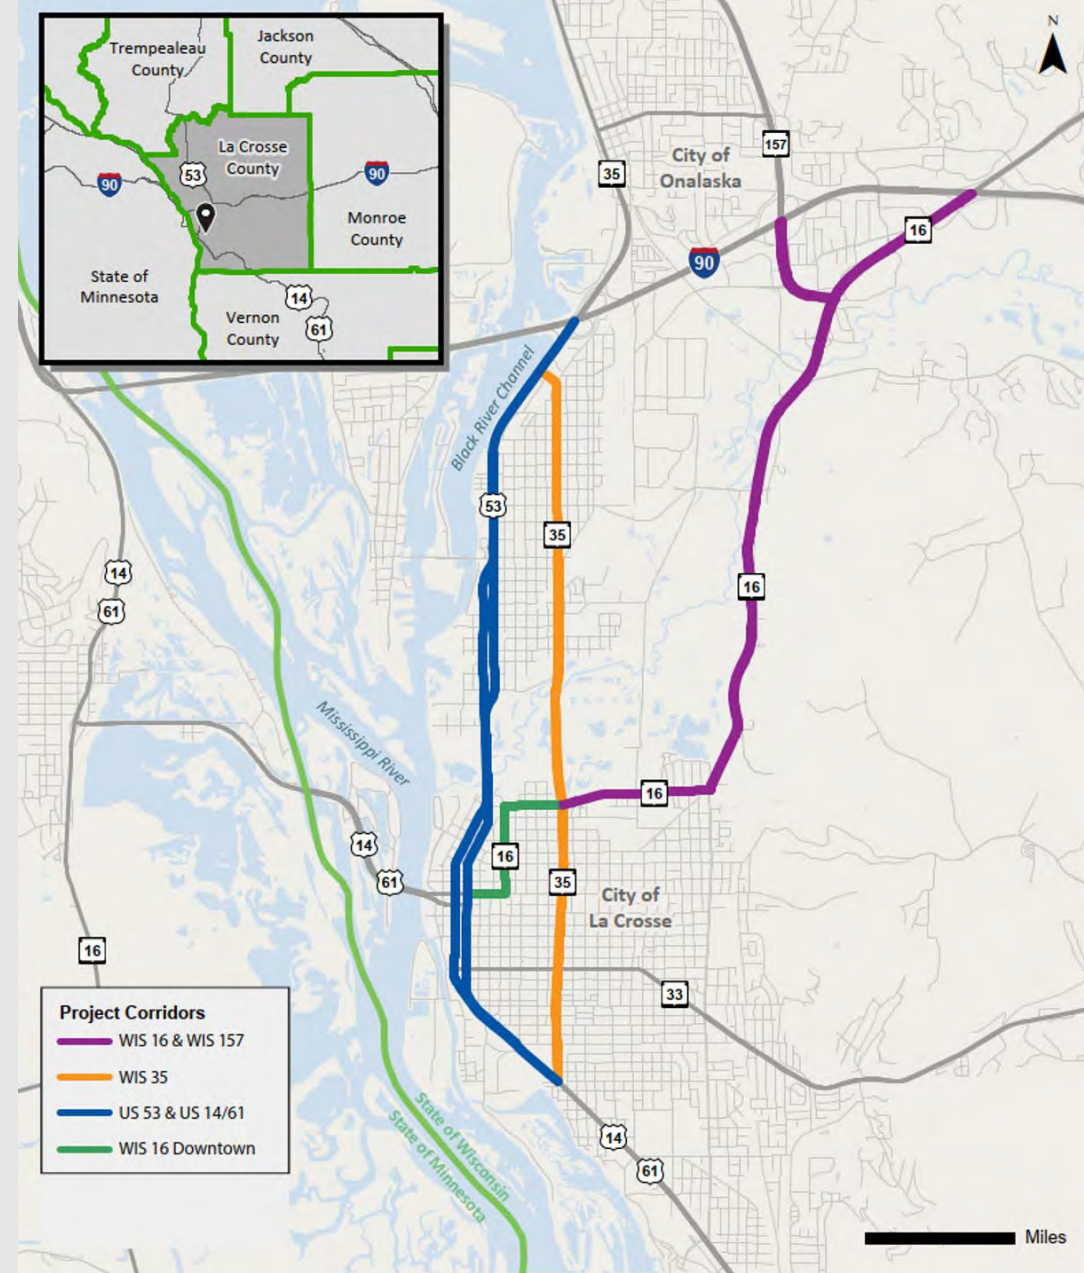 Trempealeau
County
Jackson
County
La Crosse
County
53
90
90
Monroe
County
State of
Minnesota
14
Vernon
County
61
N
157
City of
Onalaska
35
16
90
Black River Channel
53
35
14
16
61
Mississippi River
16
14
16
61
35
City of
La Crosse
16
33
Project Corridors
WIS 16 & WIS 157
WIS 35
US 53 & US 14/61
WIS 16 Downtown
State of Wisconsin
State of Minnesota
14
61
Miles